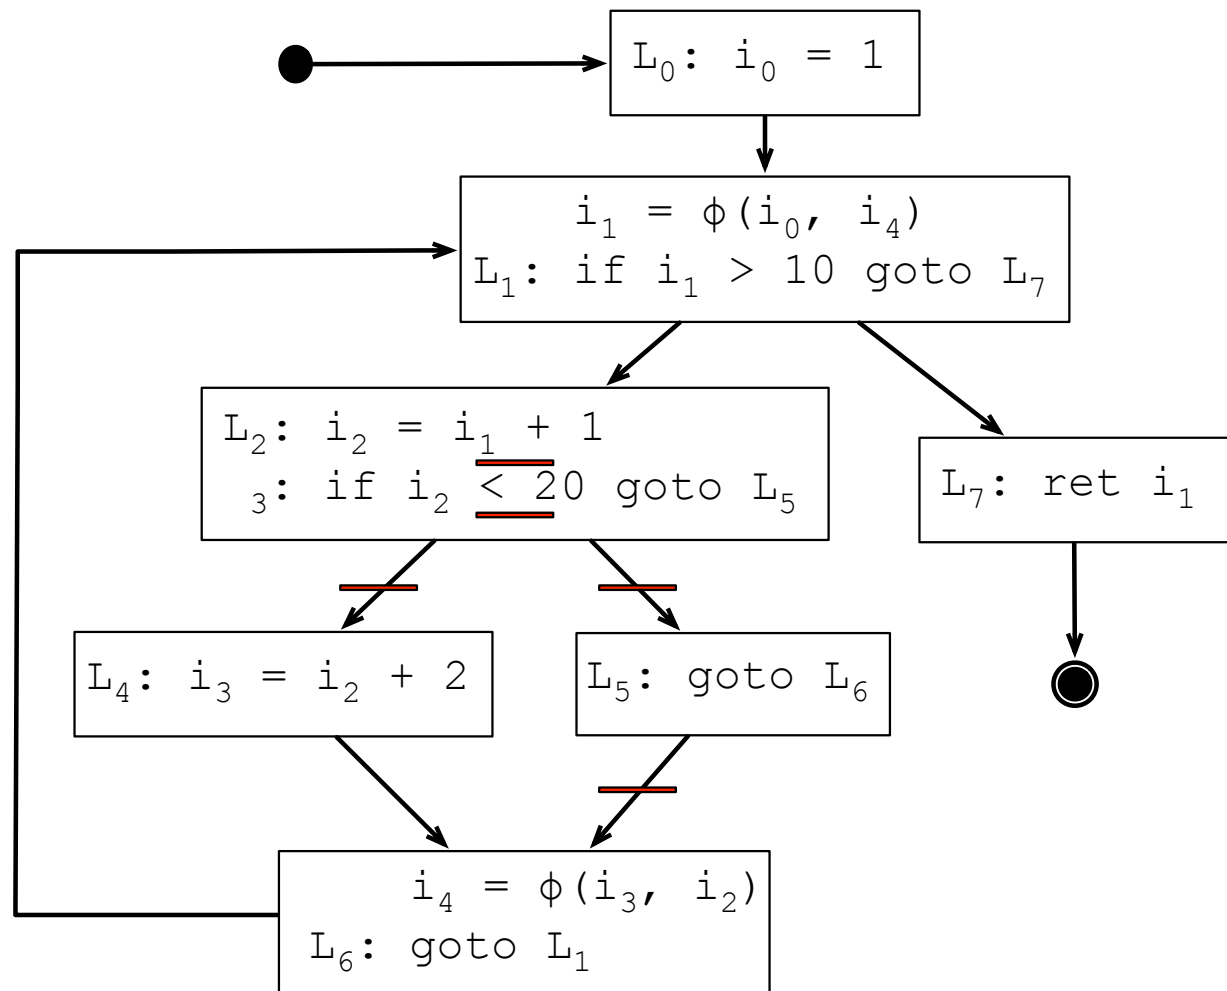 L₀: i₀ = 1
i₁ = ϕ(i₀, i₄)
L₁: if i₁ > 10 goto L₇
L₂: i₂ = i₁ + 1
₃: if i₂ < 20 goto L₅
L₇: ret i₁
L₄: i₃ = i₂ + 2
L₅: goto L₆
i₄ = ϕ(i₃, i₂)
L₆: goto L₁